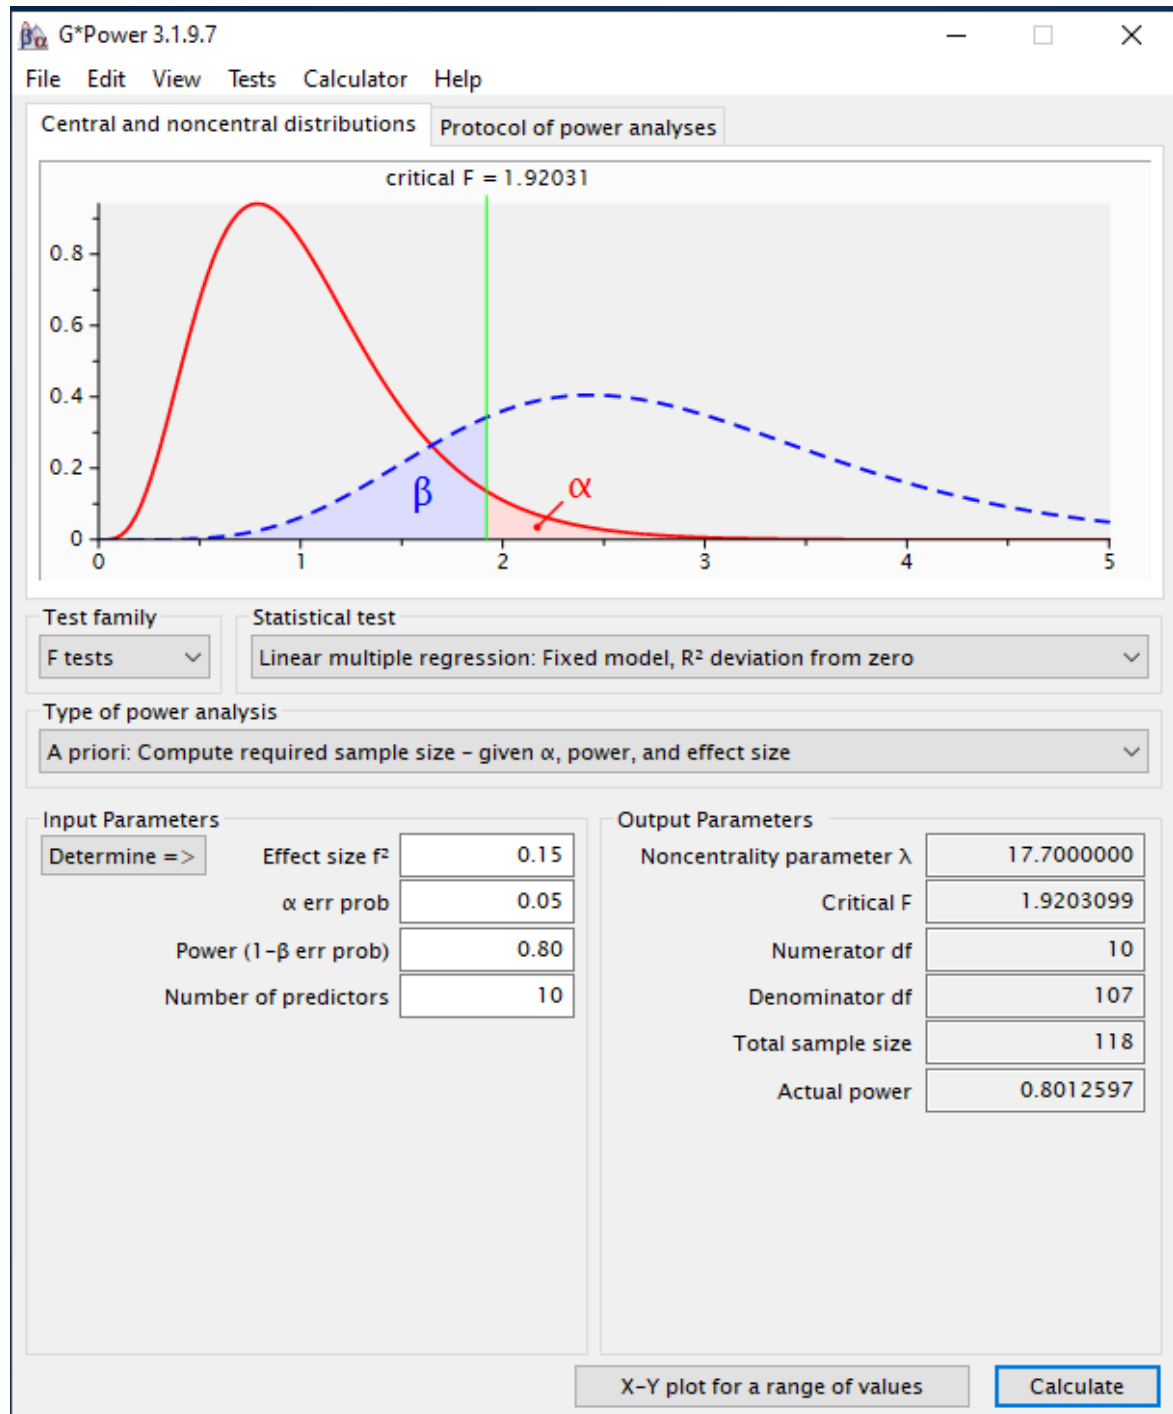 G*Power 3.1.9.7
File Edit View Tests Calculator Help
Central and noncentral distributions Protocol of power analyses
critical F = 1.92031
0.8
0.6
0.4
0.2
0
β
α
0 1 2 3 4 5
Test family Statistical test
F tests Linear multiple regression: Fixed model, R² deviation from zero
Type of power analysis
A priori: Compute required sample size – given α, power, and effect size
Input Parameters
Determine =>
Effect size f² 0.15
α err prob 0.05
Power (1–β err prob) 0.80
Number of predictors 10
Output Parameters
Noncentrality parameter λ 17.7000000
Critical F 1.9203099
Numerator df 10
Denominator df 107
Total sample size 118
Actual power 0.8012597
X–Y plot for a range of values Calculate